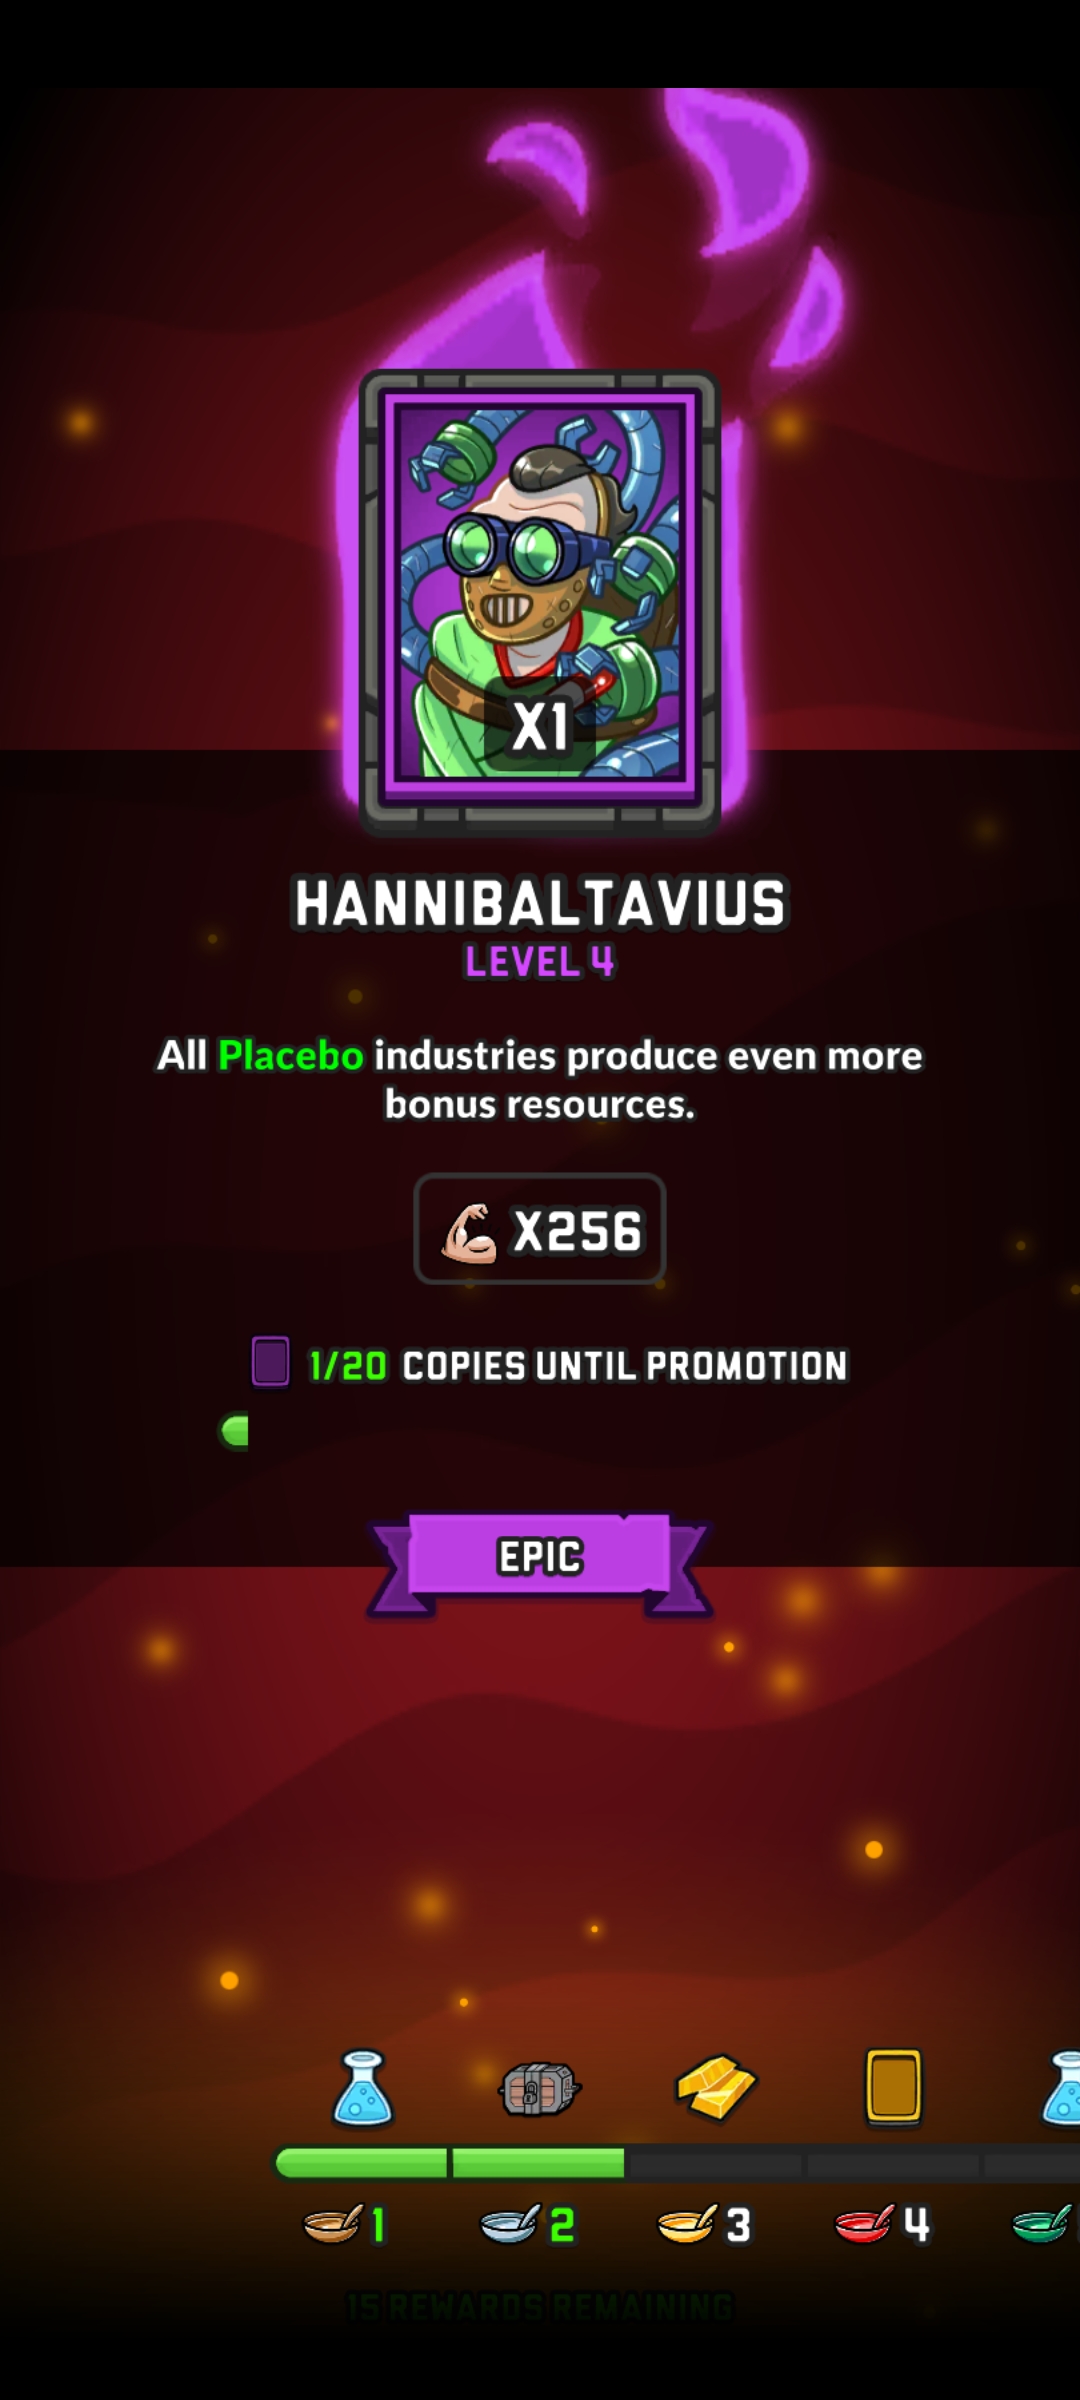 X1
HANNIBALTAVIUS
LEVEL 4
All Placebo industries produce even more
bonus resources.
X256
1/20 COPIES UNTIL PROMOTION
EPIC
1 2 3 4
15 REWARDS REMAINING